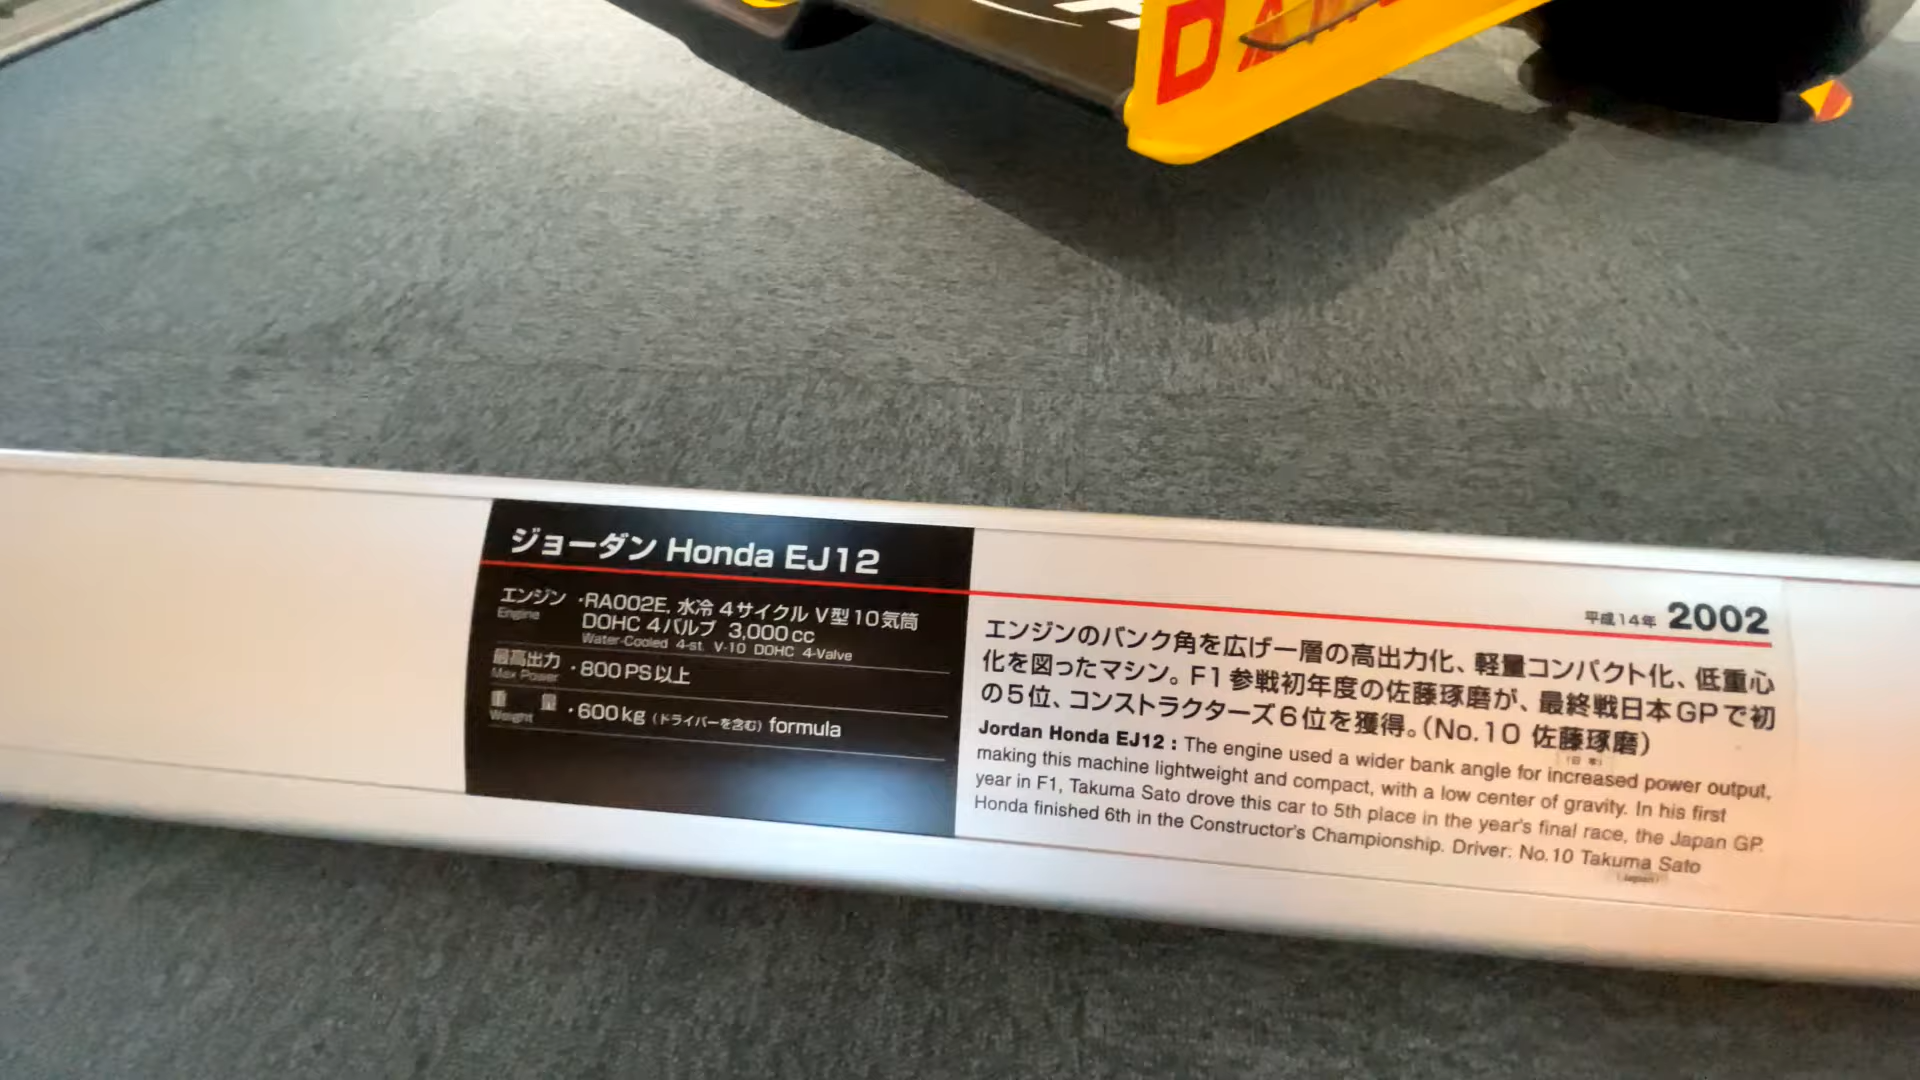 DAM
ジョーダン Honda EJ12
エンジン
Engine
・RA002E, 水冷 4サイクル V型 10気筒
DOHC 4バルブ 3,000cc
Water-Cooled 4-st. V-10 DOHC 4-Valve
最高出力
Max Power
・800PS以上
重量
Weight
・600kg (ドライバーを含む) formula
平成14年 2002
エンジンのバンク角を広げ一層の高出力化、軽量コンパクト化、低重心
化を図ったマシン。F1参戦初年度の佐藤琢磨が、最終戦日本GPで初
の5位、コンストラクターズ6位を獲得。(No.10 佐藤琢磨)
(日本)
Jordan Honda EJ12 : The engine used a wider bank angle for increased power output,
making this machine lightweight and compact, with a low center of gravity. In his first
year in F1, Takuma Sato drove this car to 5th place in the year's final race, the Japan GP.
Honda finished 6th in the Constructor's Championship. Driver: No.10 Takuma Sato
(Japan)